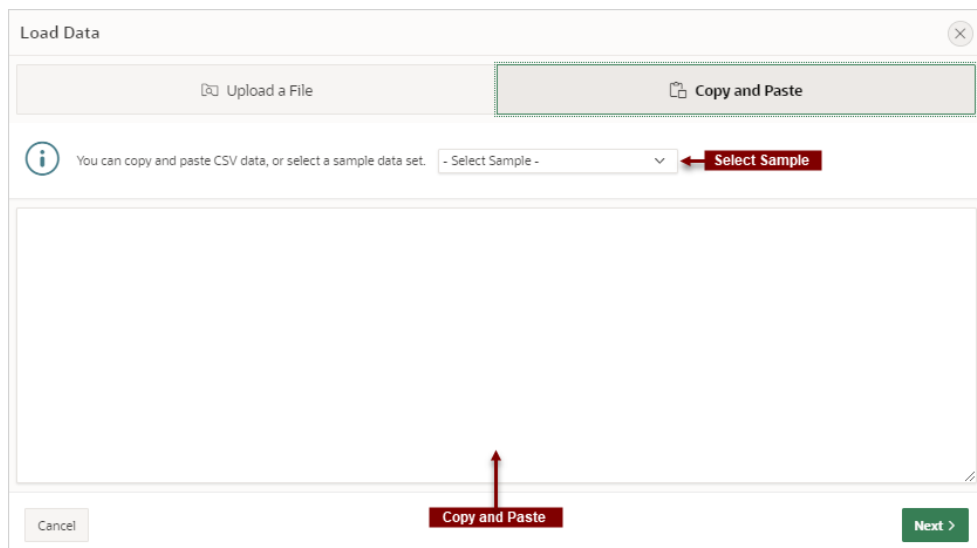 Load Data
Upload a File
Copy and Paste
You can copy and paste CSV data, or select a sample data set.
- Select Sample -
Select Sample
Copy and Paste
Cancel
Next >